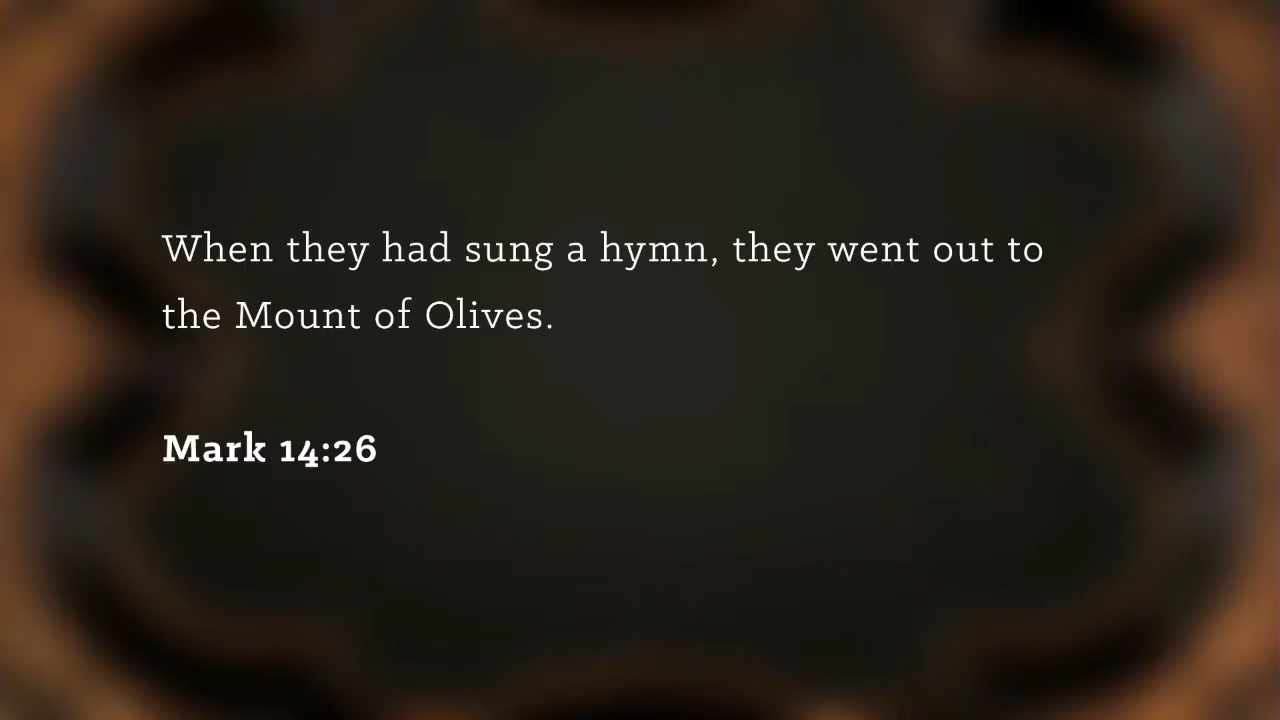 When they had sung a hymn, they went out to
the Mount of Olives.
Mark 14:26